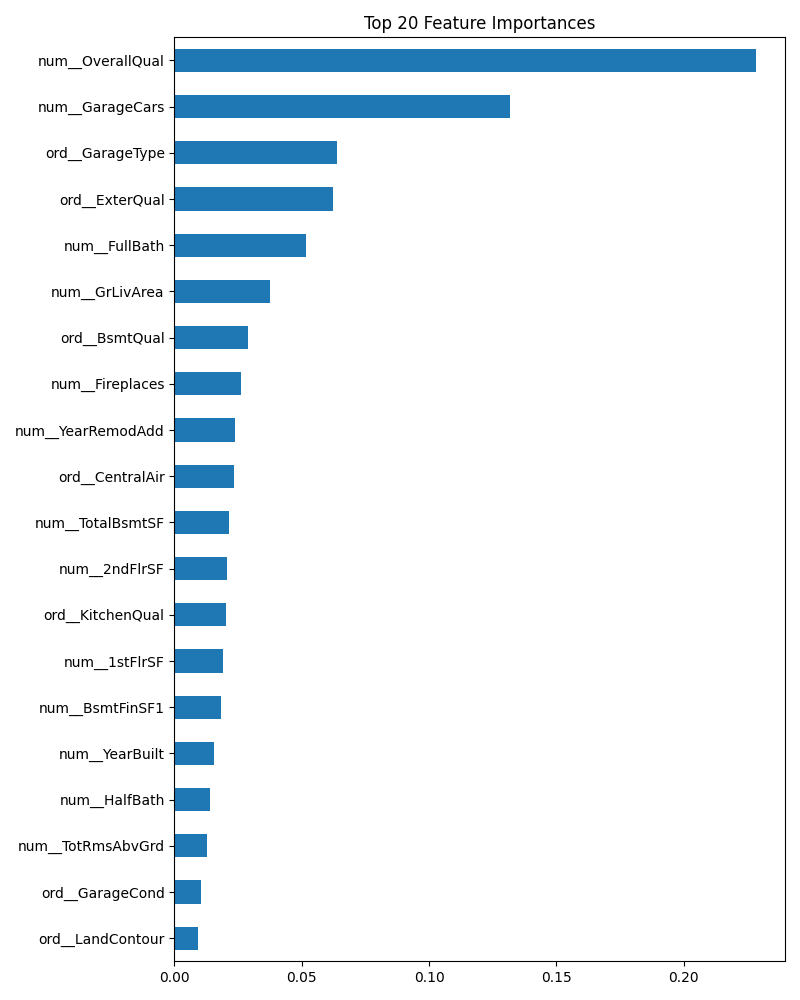 Top 20 Feature Importances
num__OverallQual
num__GarageCars
ord__GarageType
ord__ExterQual
num__FullBath
num__GrLivArea
ord__BsmtQual
num__Fireplaces
num__YearRemodAdd
ord__CentralAir
num__TotalBsmtSF
num__2ndFlrSF
ord__KitchenQual
num__1stFlrSF
num__BsmtFinSF1
num__YearBuilt
num__HalfBath
num__TotRmsAbvGrd
ord__GarageCond
ord__LandContour
0.00 0.05 0.10 0.15 0.20